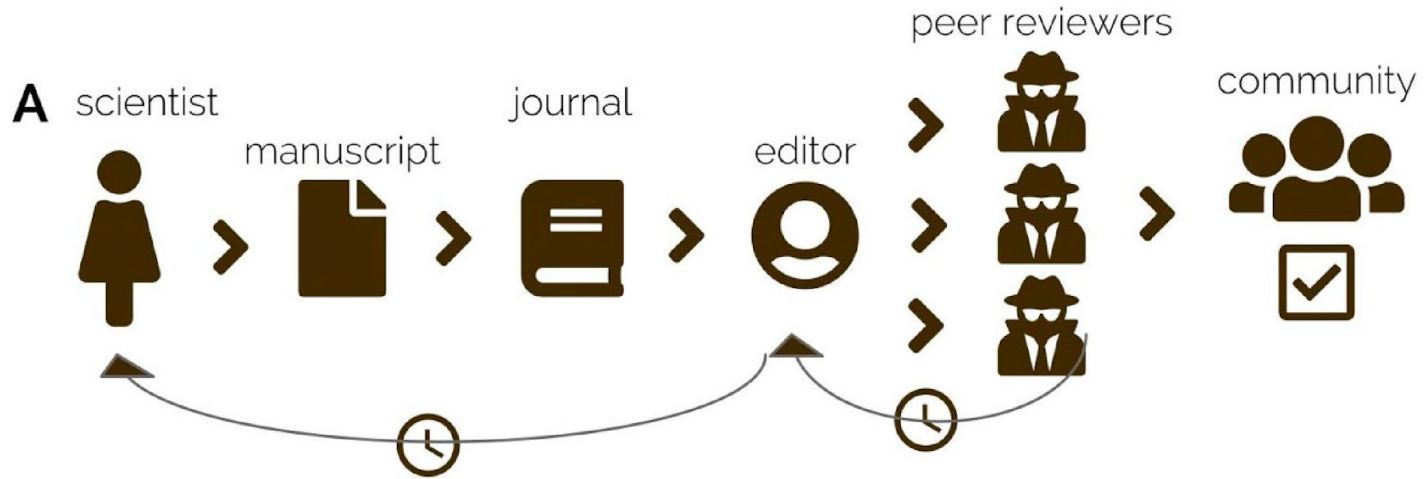 A
scientist
manuscript
journal
editor
peer reviewers
community